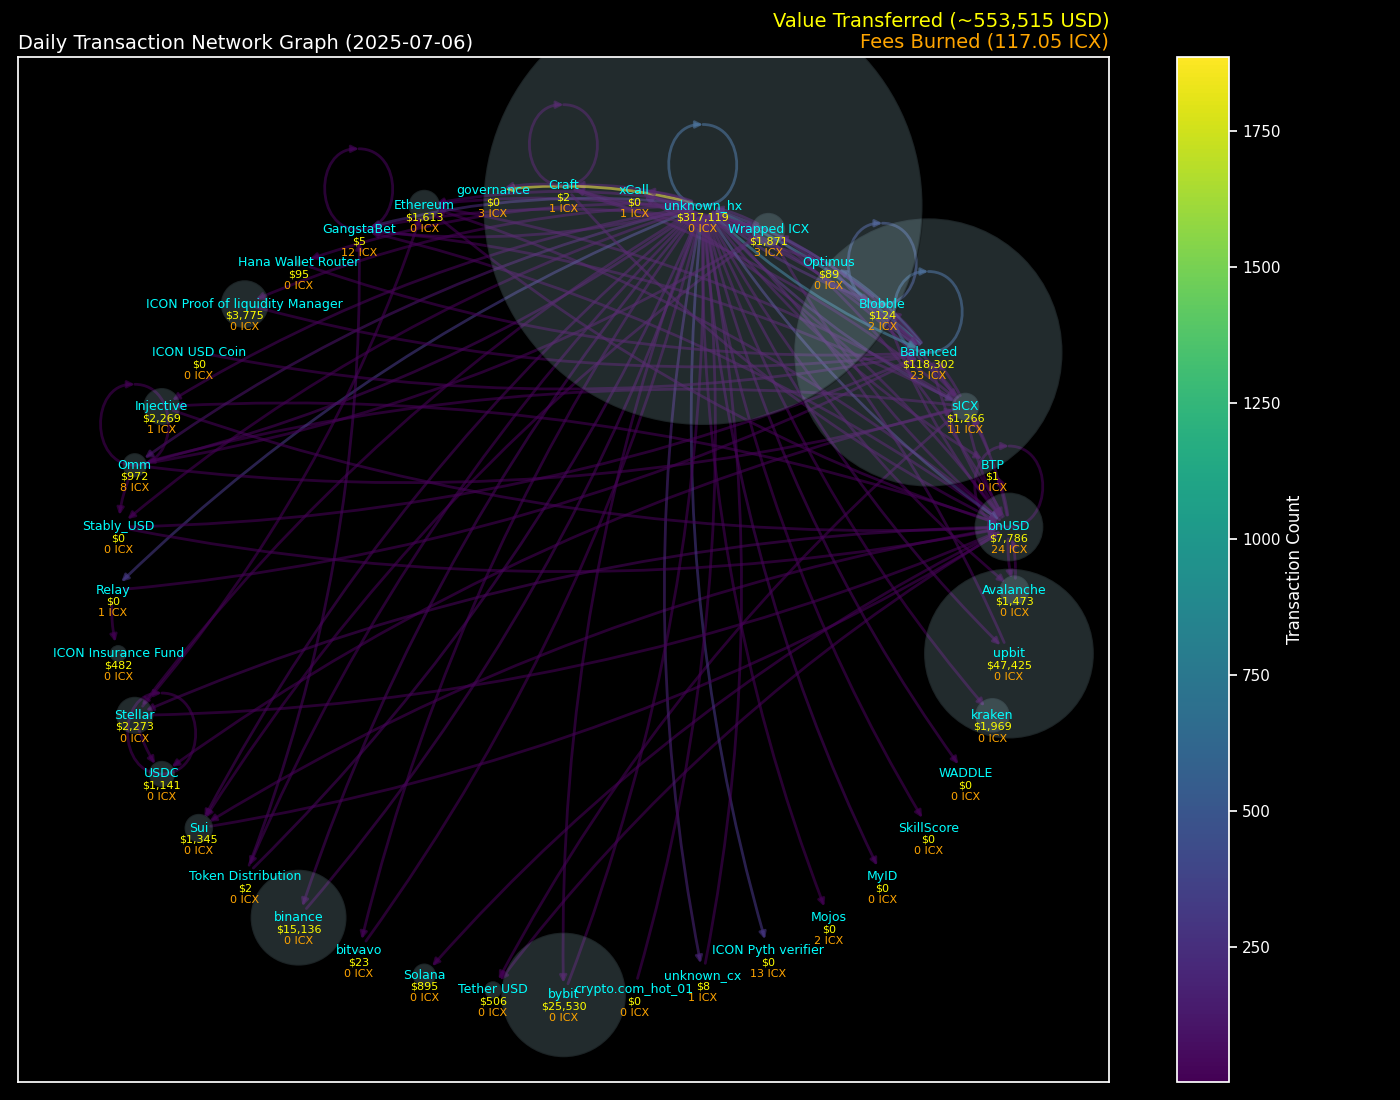 Value Transferred (~553,515 USD)
Daily Transaction Network Graph (2025-07-06)
Fees Burned (117.05 ICX)
Craft
$2
1 ICX
governance
$0
3 ICX
xCall
$0
1 ICX
Ethereum
$1,613
0 ICX
unknown_hx
$317,119
0 ICX
GangstaBet
$5
12 ICX
Wrapped ICX
$1,871
3 ICX
Hana Wallet Router
$95
0 ICX
Optimus
$89
0 ICX
ICON Proof of liquidity Manager
$3,775
0 ICX
Blobble
$124
2 ICX
ICON USD Coin
$0
0 ICX
Balanced
$118,302
23 ICX
Injective
$2,269
1 ICX
sICX
$1,266
11 ICX
Omm
$972
8 ICX
BTP
$1
0 ICX
Stably_USD
$0
0 ICX
bnUSD
$7,786
24 ICX
Relay
$0
1 ICX
Avalanche
$1,473
0 ICX
ICON Insurance Fund
$482
0 ICX
upbit
$47,425
0 ICX
Stellar
$2,273
0 ICX
kraken
$1,969
0 ICX
USDC
$1,141
0 ICX
WADDLE
$0
0 ICX
Sui
$1,345
0 ICX
SkillScore
$0
0 ICX
Token Distribution
$2
0 ICX
MyID
$0
0 ICX
binance
$15,136
0 ICX
Mojos
$0
2 ICX
bitvavo
$23
0 ICX
ICON Pyth verifier
$0
13 ICX
Solana
$895
0 ICX
unknown_cx
$8
1 ICX
Tether USD
$506
0 ICX
bybit
$25,530
0 ICX
crypto.com_hot_01
$0
0 ICX
1750
1500
1250
1000
750
500
250
Transaction Count